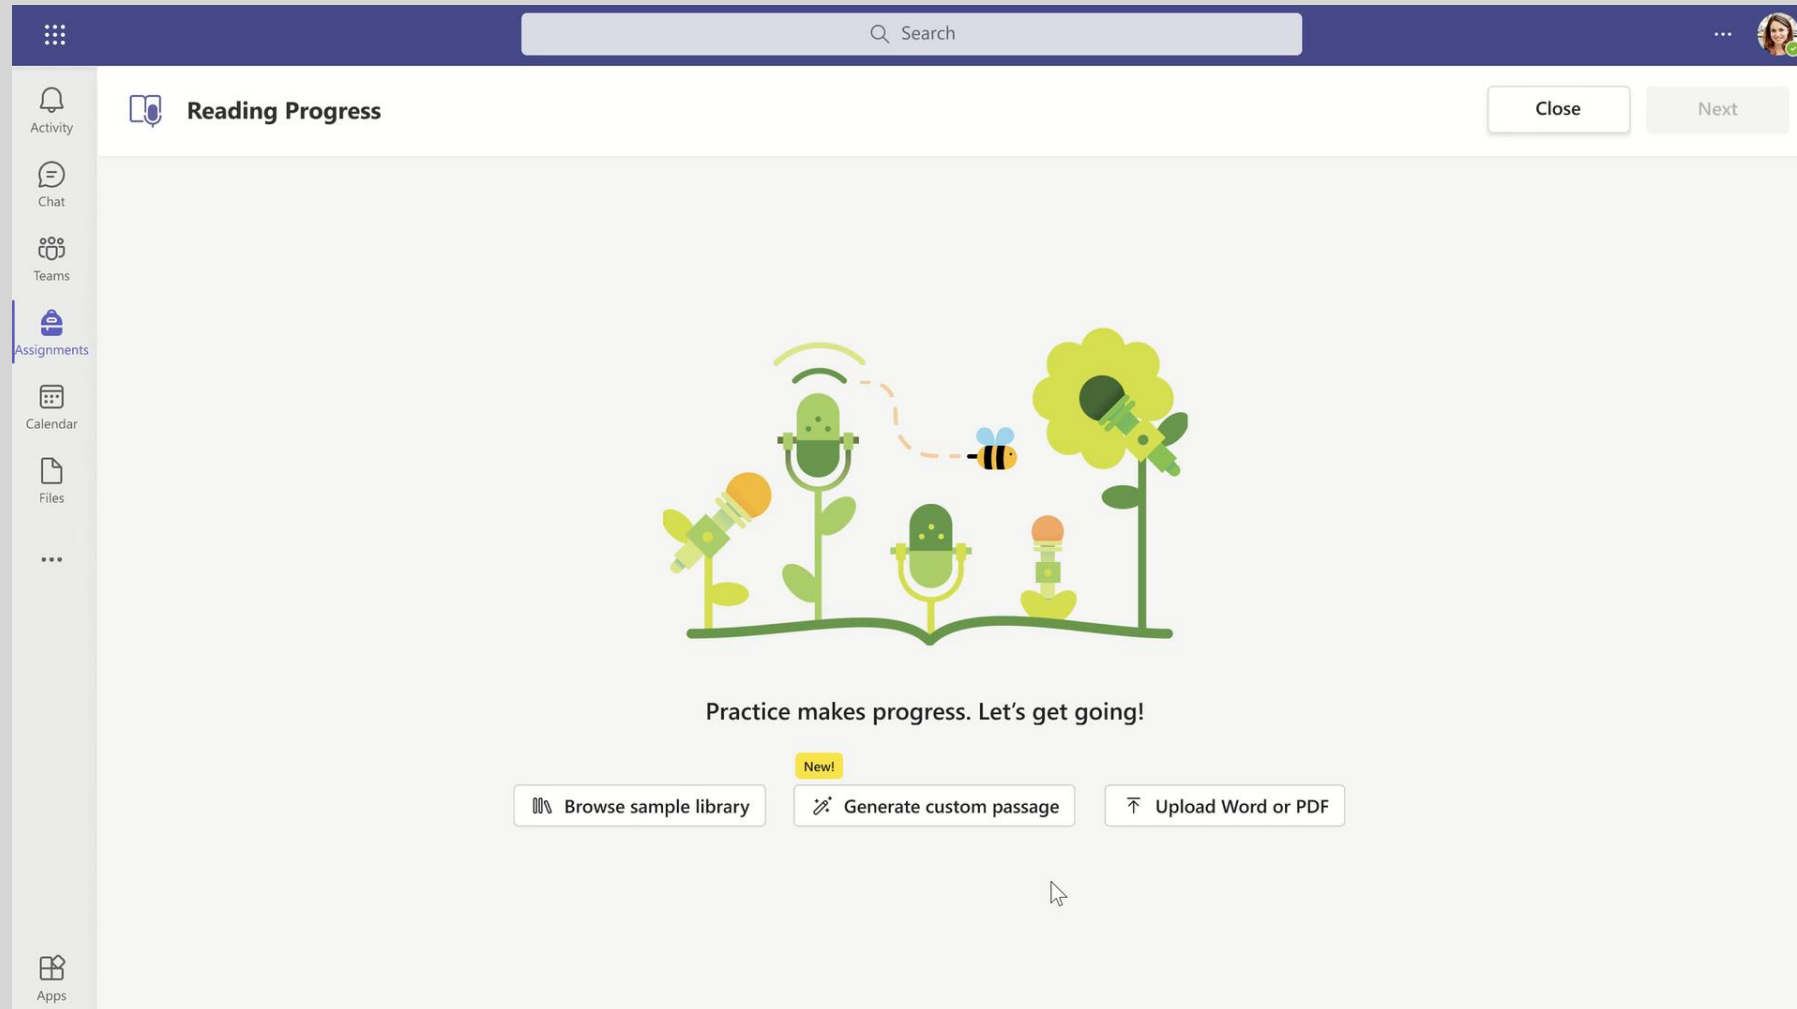 Search
Reading Progress
Close
Next
Activity
Chat
Teams
Assignments
Calendar
Files
Apps
Practice makes progress. Let’s get going!
New!
Browse sample library
Generate custom passage
Upload Word or PDF